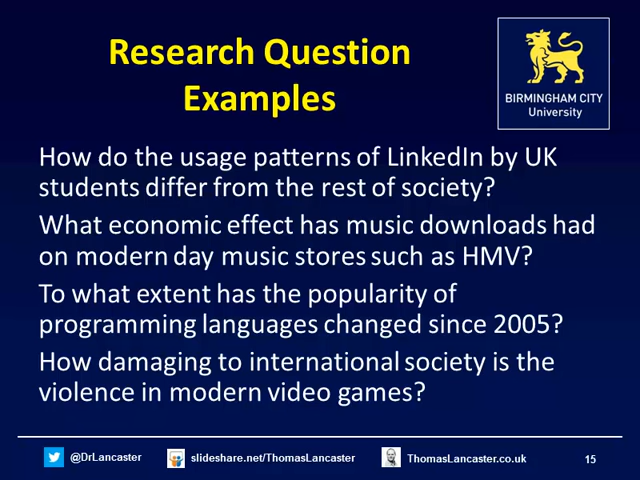 Research Question
Examples
BIRMINGHAM CITY
University
How do the usage patterns of LinkedIn by UK
students differ from the rest of society?
What economic effect has music downloads had
on modern day music stores such as HMV?
To what extent has the popularity of
programming languages changed since 2005?
How damaging to international society is the
violence in modern video games?
@DrLancaster
slideshare.net/ThomasLancaster
ThomasLancaster.co.uk
15